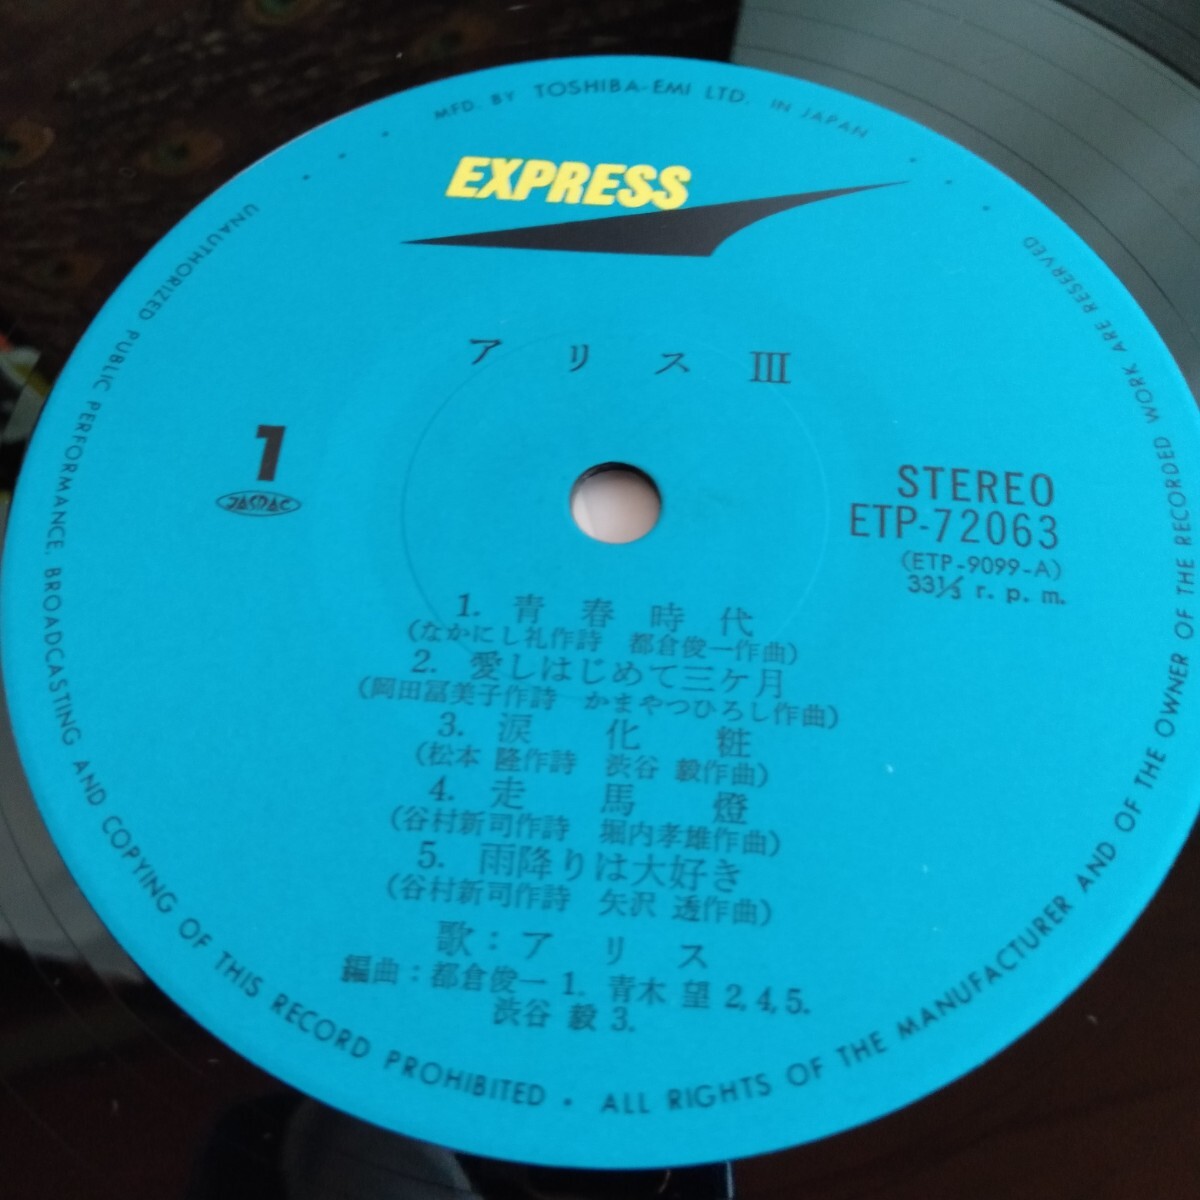 MFD. BY TOSHIBA-EMI LTD. IN JAPAN
EXPRESS
アリスIII
1
JASRAC
STEREO
ETP-72063
(ETP-9099-A)
33⅓ r.p.m.
1. 青春時代
(なかにし礼作詩 都倉俊一作曲)
2. 愛しはじめて三ケ月
(岡田冨美子作詩 かまやつひろし作曲)
3. 涙化粧
(松本 隆作詩 渋谷 毅作曲)
4. 走馬燈
(谷村新司作詩 堀内孝雄作曲)
5. 雨降りは大好き
(谷村新司作詩 矢沢 透作曲)
歌：アリス
編曲：都倉俊一 1. 青木 望 2,4,5.
渋谷 毅 3.
UNAUTHORIZED PUBLIC PERFORMANCE, BROADCASTING AND COPYING OF THIS RECORD PROHIBITED • ALL RIGHTS OF THE MANUFACTURER AND OF THE OWNER OF THE RECORDED WORK ARE RESERVED